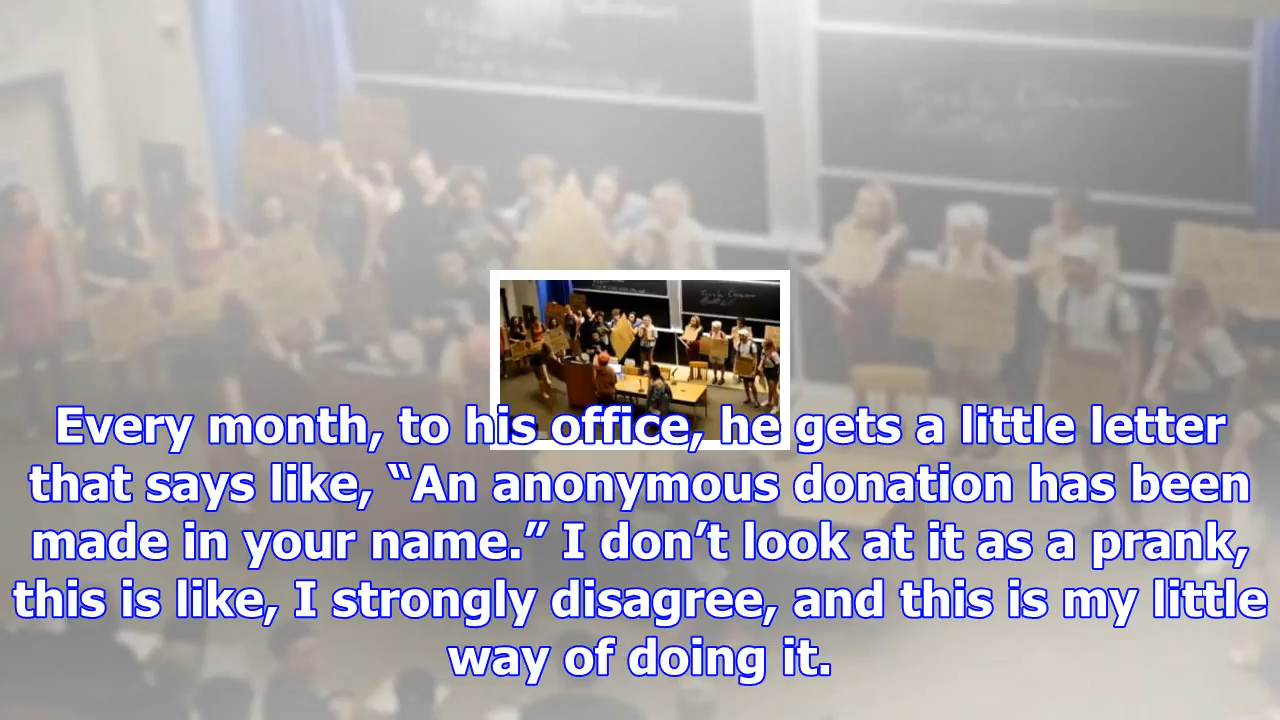 Every month, to his office, he gets a little letter
that says like, “An anonymous donation has been
made in your name.” I don’t look at it as a prank,
this is like, I strongly disagree, and this is my little
way of doing it.